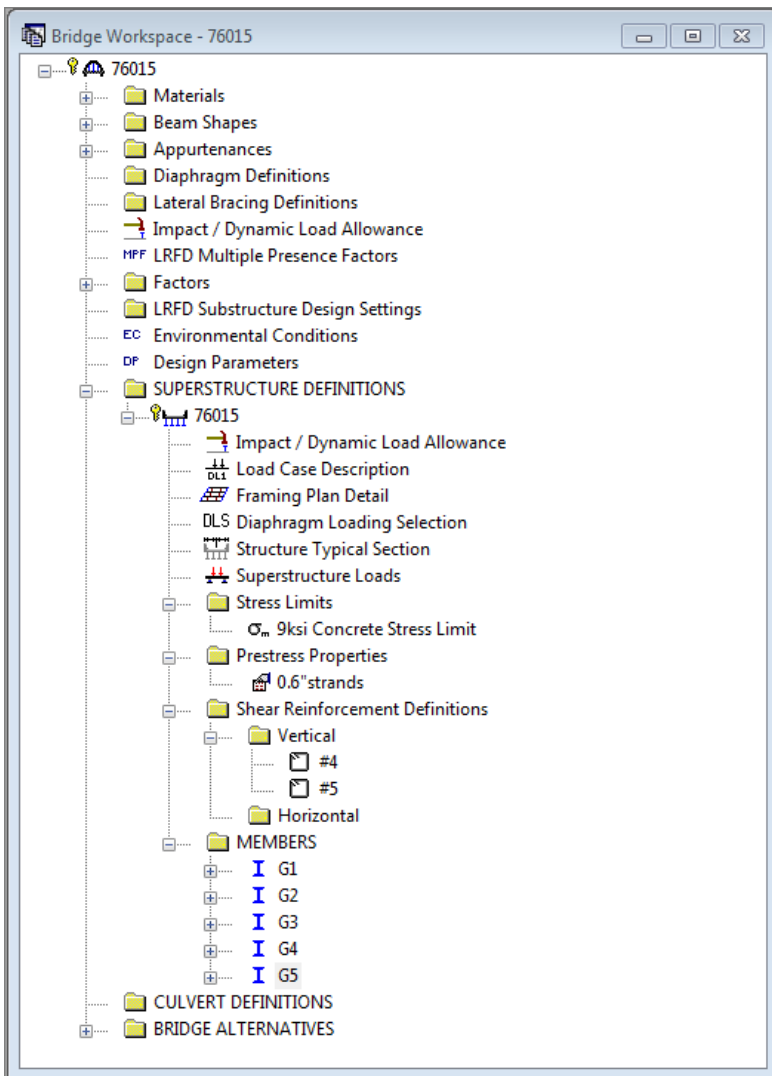 Bridge Workspace - 76015
76015
Materials
Beam Shapes
Appurtenances
Diaphragm Definitions
Lateral Bracing Definitions
Impact / Dynamic Load Allowance
MPF LRFD Multiple Presence Factors
Factors
LRFD Substructure Design Settings
EC Environmental Conditions
DP Design Parameters
SUPERSTRUCTURE DEFINITIONS
76015
Impact / Dynamic Load Allowance
DL1 Load Case Description
Framing Plan Detail
DLS Diaphragm Loading Selection
Structure Typical Section
Superstructure Loads
Stress Limits
σm 9ksi Concrete Stress Limit
Prestress Properties
0.6"strands
Shear Reinforcement Definitions
Vertical
#4
#5
Horizontal
MEMBERS
G1
G2
G3
G4
G5
CULVERT DEFINITIONS
BRIDGE ALTERNATIVES